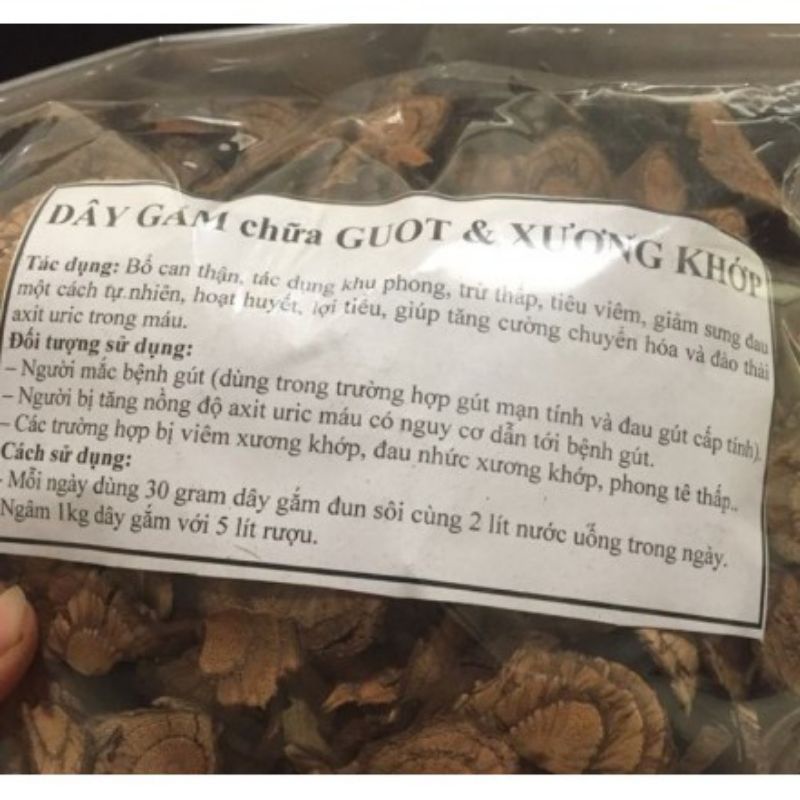 DÂY GẮM chữa GUOT & XƯƠNG KHỚP
Tác dụng: Bổ can thận, tác dụng khu phong, trừ thấp, tiêu viêm, giảm sưng đau
một cách tự nhiên, hoạt huyết, lợi tiểu, giúp tăng cường chuyển hóa và đào thải
axit uric trong máu.
Đối tượng sử dụng:
– Người mắc bệnh gút (dùng trong trường hợp gút mạn tính và đau gút cấp tính).
– Người bị tăng nồng độ axit uric máu có nguy cơ dẫn tới bệnh gút.
– Các trường hợp bị viêm xương khớp, đau nhức xương khớp, phong tê thấp..
Cách sử dụng:
- Mỗi ngày dùng 30 gram dây gắm đun sôi cùng 2 lít nước uống trong ngày.
Ngâm 1kg dây gắm với 5 lít rượu.